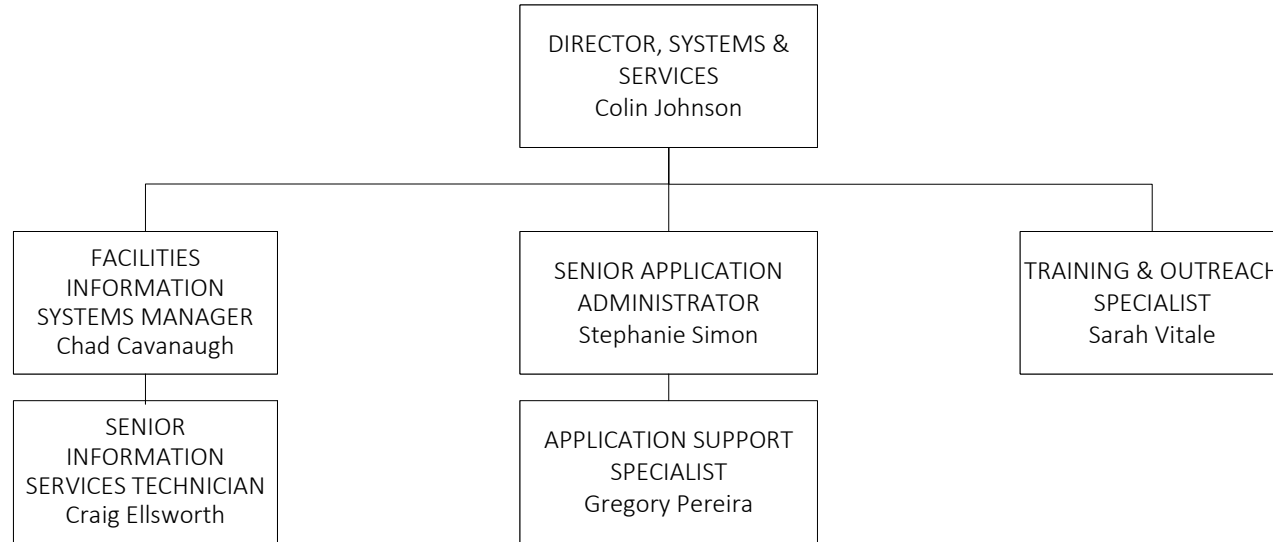 DIRECTOR, SYSTEMS &
SERVICES
Colin Johnson
FACILITIES
INFORMATION
SYSTEMS MANAGER
Chad Cavanaugh
SENIOR APPLICATION
ADMINISTRATOR
Stephanie Simon
TRAINING & OUTREACH
SPECIALIST
Sarah Vitale
SENIOR
INFORMATION
SERVICES TECHNICIAN
Craig Ellsworth
APPLICATION SUPPORT
SPECIALIST
Gregory Pereira